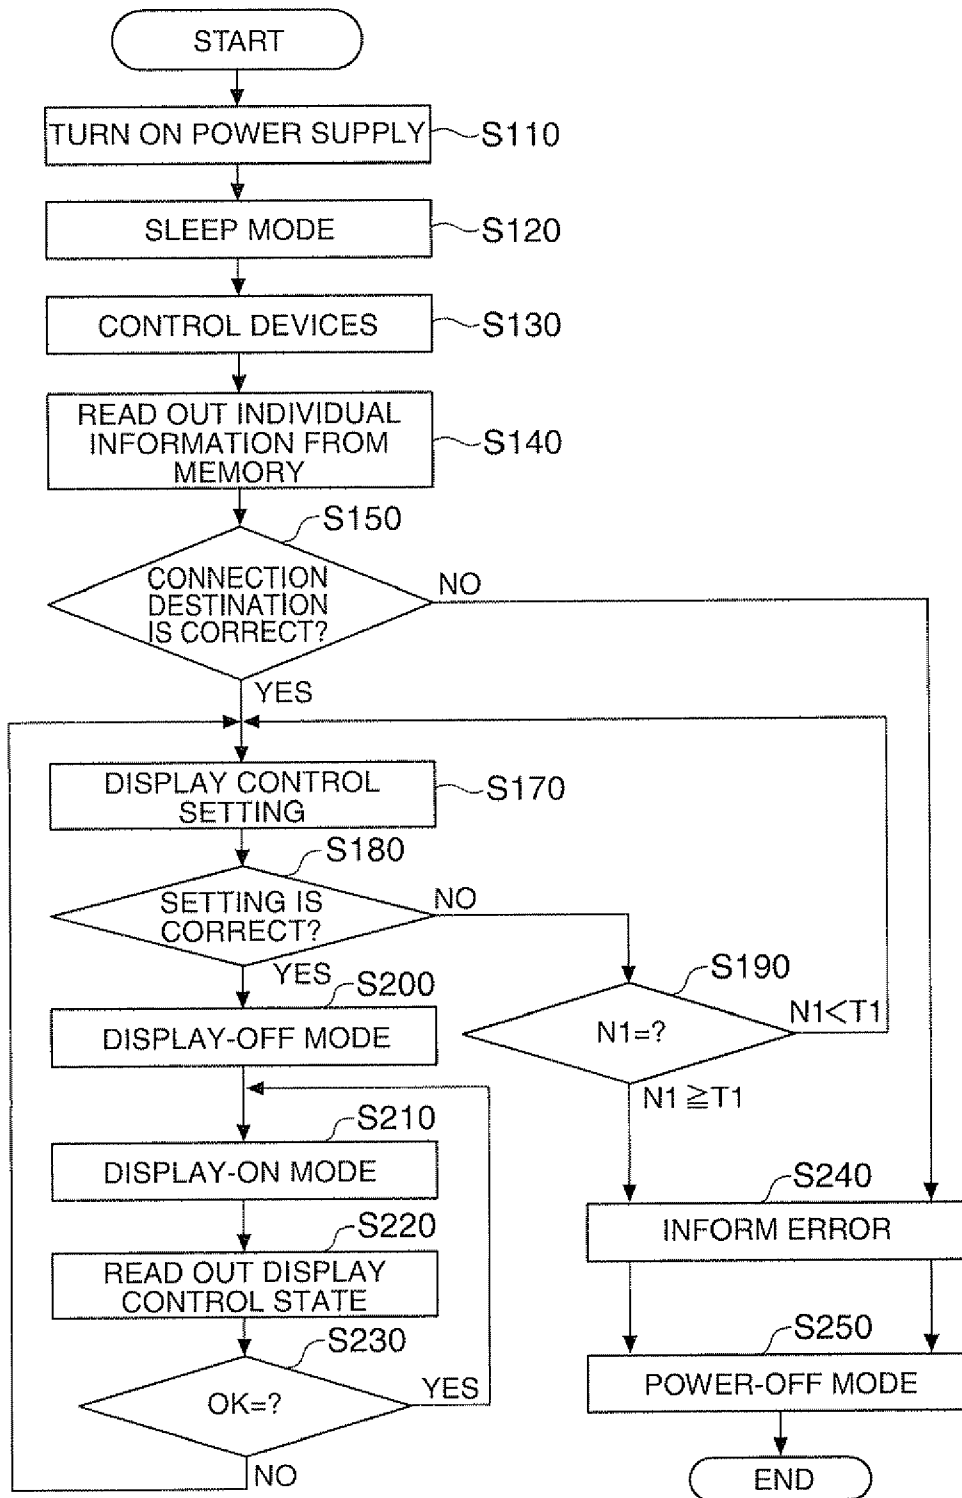 START
TURN ON POWER SUPPLY
S110
SLEEP MODE
S120
CONTROL DEVICES
S130
READ OUT INDIVIDUAL
INFORMATION FROM
MEMORY
S140
S150
CONNECTION
DESTINATION
IS CORRECT?
NO
YES
DISPLAY CONTROL
SETTING
S170
S180
SETTING IS
CORRECT?
NO
YES
S190
N1=?
N1<T1
N1≧T1
S200
DISPLAY-OFF MODE
S210
DISPLAY-ON MODE
S220
READ OUT DISPLAY
CONTROL STATE
S230
OK=?
YES
NO
S240
INFORM ERROR
S250
POWER-OFF MODE
END